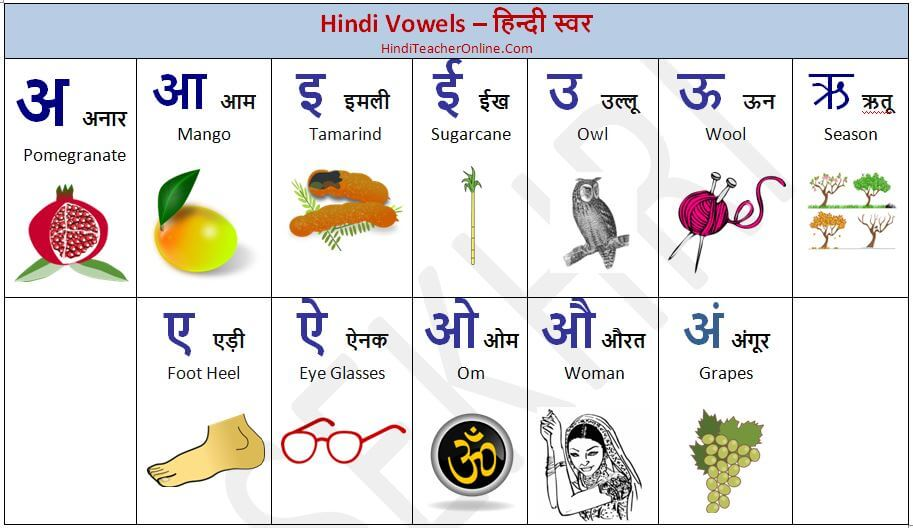 Hindi Vowels – हिन्दी स्वर
HindiTeacherOnline.Com
अ अनार
Pomegranate
आ आम
Mango
इ इमली
Tamarind
ई ईख
Sugarcane
उ उल्लू
Owl
ऊ ऊन
Wool
ऋ ऋतू
Season
ए एड़ी
Foot Heel
ऐ ऐनक
Eye Glasses
ओ ओम
Om
ॐ
औ औरत
Woman
अं अंगूर
Grapes
SEKHRI